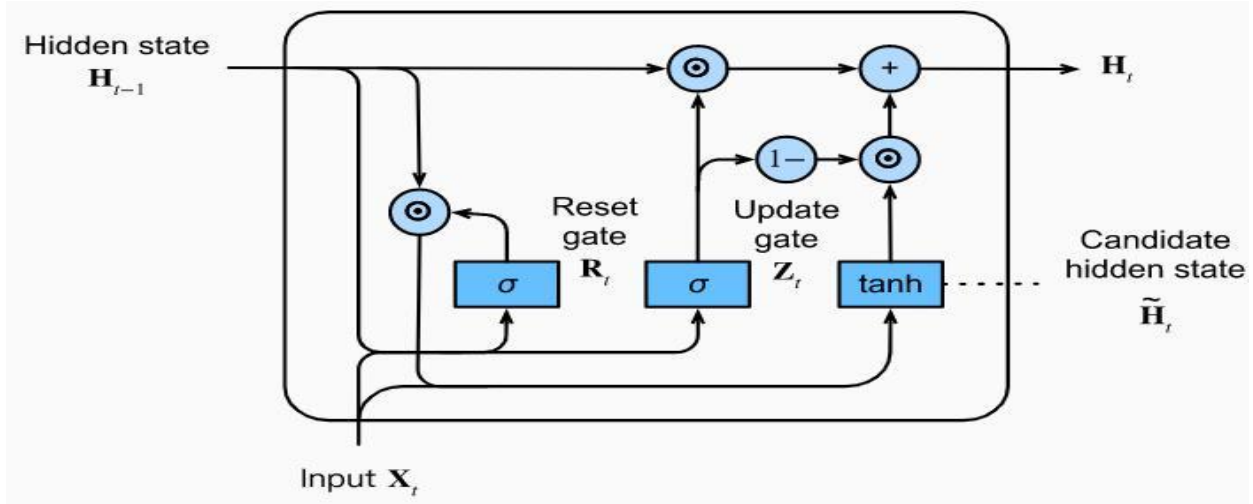 Hidden state
H_{t-1}
⊙
+
H_t
1−
⊙
⊙
Reset
gate
R_t
Update
gate
Z_t
σ
σ
tanh
Candidate
hidden state
H̃_t
Input X_t